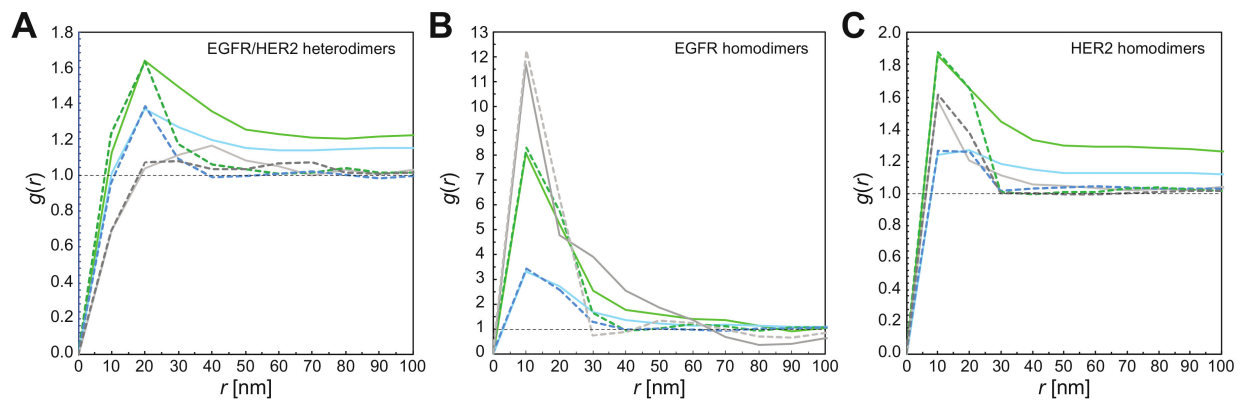 A
EGFR/HER2 heterodimers
1.8
1.6
1.4
1.2
1.0
0.8
0.6
0.4
0.2
0.0
g(r)
0 10 20 30 40 50 60 70 80 90 100
r [nm]
B
EGFR homodimers
13
12
11
10
9
8
7
6
5
4
3
2
1
0
g(r)
0 10 20 30 40 50 60 70 80 90 100
r [nm]
C
HER2 homodimers
2.0
1.8
1.6
1.4
1.2
1.0
0.8
0.6
0.4
0.2
0.0
g(r)
0 10 20 30 40 50 60 70 80 90 100
r [nm]